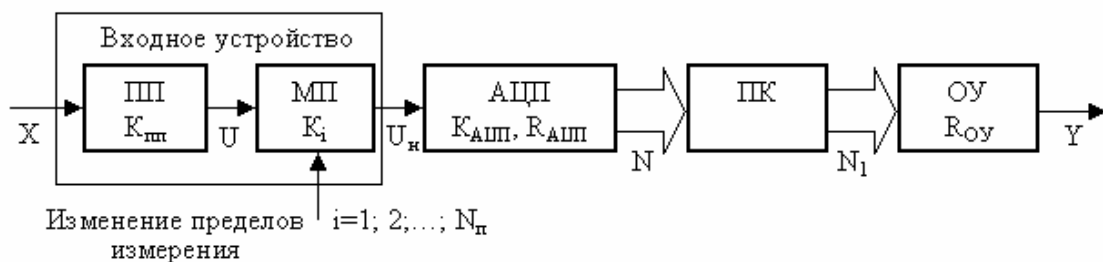 Входное устройство
ПП
Kпп
МП
Ki
АЦП
KАЦП, RАЦП
ПК
ОУ
RОУ
X
U
Uн
N
N1
Y
Изменение пределов
измерения
i=1; 2;...; Nп